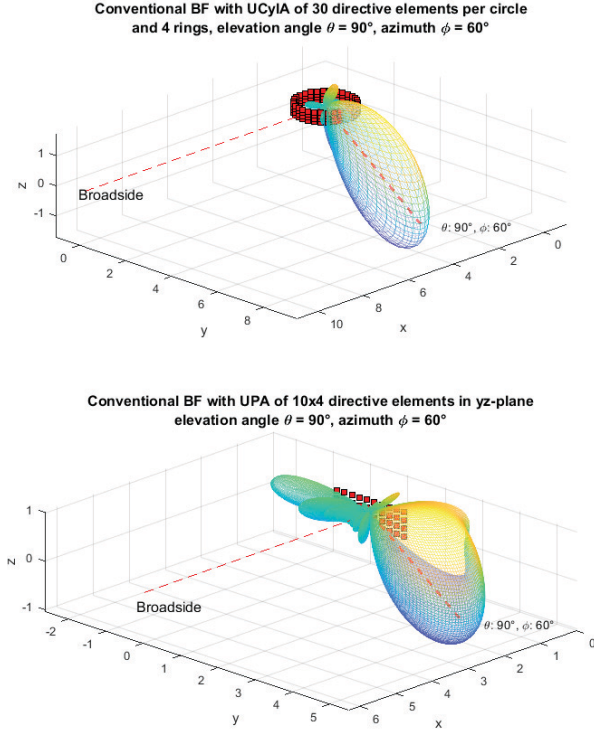 Conventional BF with UCylA of 30 directive elements per circle
and 4 rings, elevation angle θ = 90°, azimuth ϕ = 60°
1
0
-1
z
Broadside
θ: 90°, ϕ: 60°
0
2
4
6
8
10
0
2
4
6
8
y
x
Conventional BF with UPA of 10x4 directive elements in yz-plane
elevation angle θ = 90°, azimuth ϕ = 60°
1
0
-1
z
Broadside
θ: 90°, ϕ: 60°
-2
-1
0
1
2
3
4
5
0
1
2
3
4
5
6
y
x